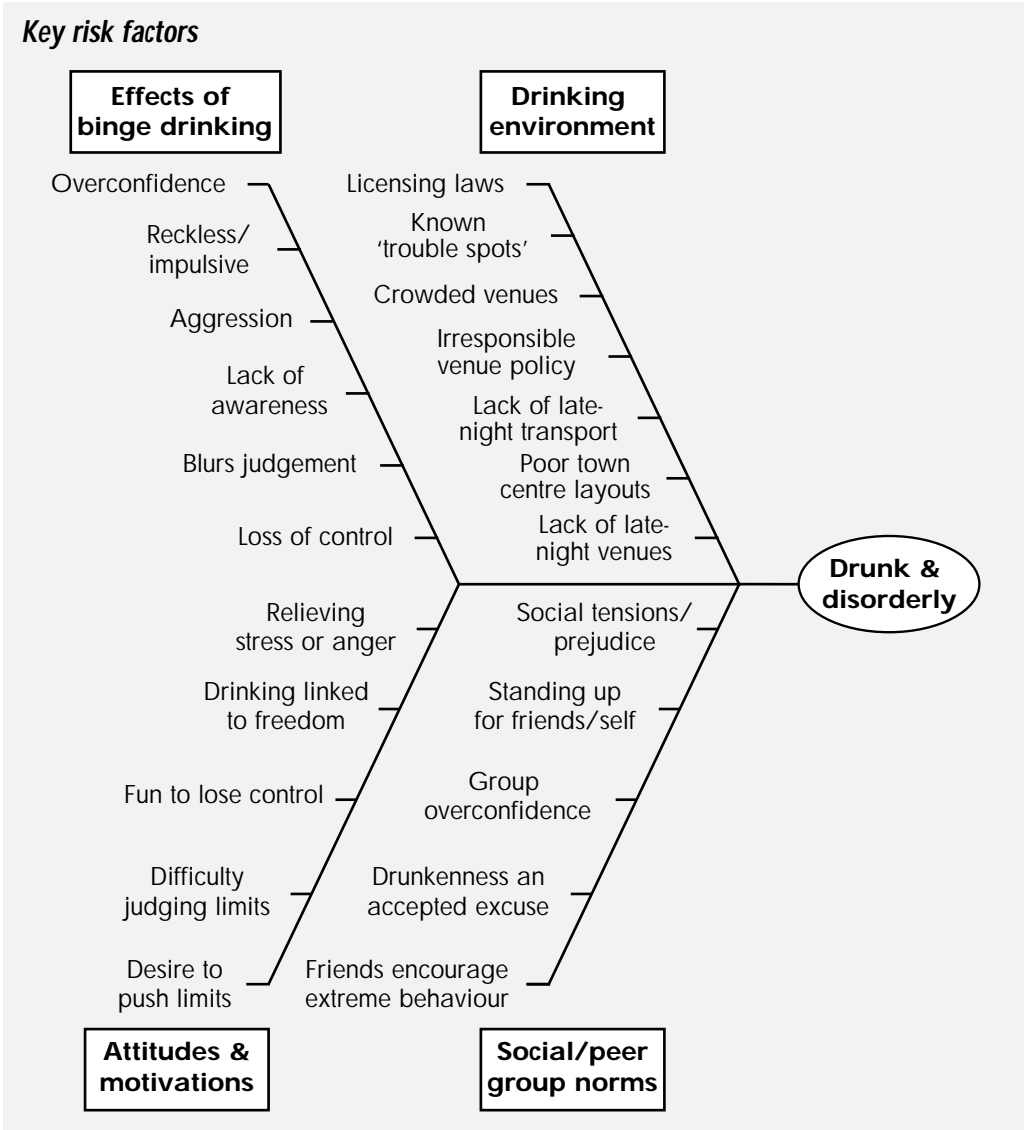 Key risk factors
Effects of
binge drinking
Overconfidence
Reckless/
impulsive
Aggression
Lack of
awareness
Blurs judgement
Loss of control
Drinking
environment
Licensing laws
Known
‘trouble spots’
Crowded venues
Irresponsible
venue policy
Lack of late-
night transport
Poor town
centre layouts
Lack of late-
night venues
Drunk &
disorderly
Relieving
stress or anger
Drinking linked
to freedom
Fun to lose control
Difficulty
judging limits
Desire to
push limits
Attitudes &
motivations
Social tensions/
prejudice
Standing up
for friends/self
Group
overconfidence
Drunkenness an
accepted excuse
Friends encourage
extreme behaviour
Social/peer
group norms